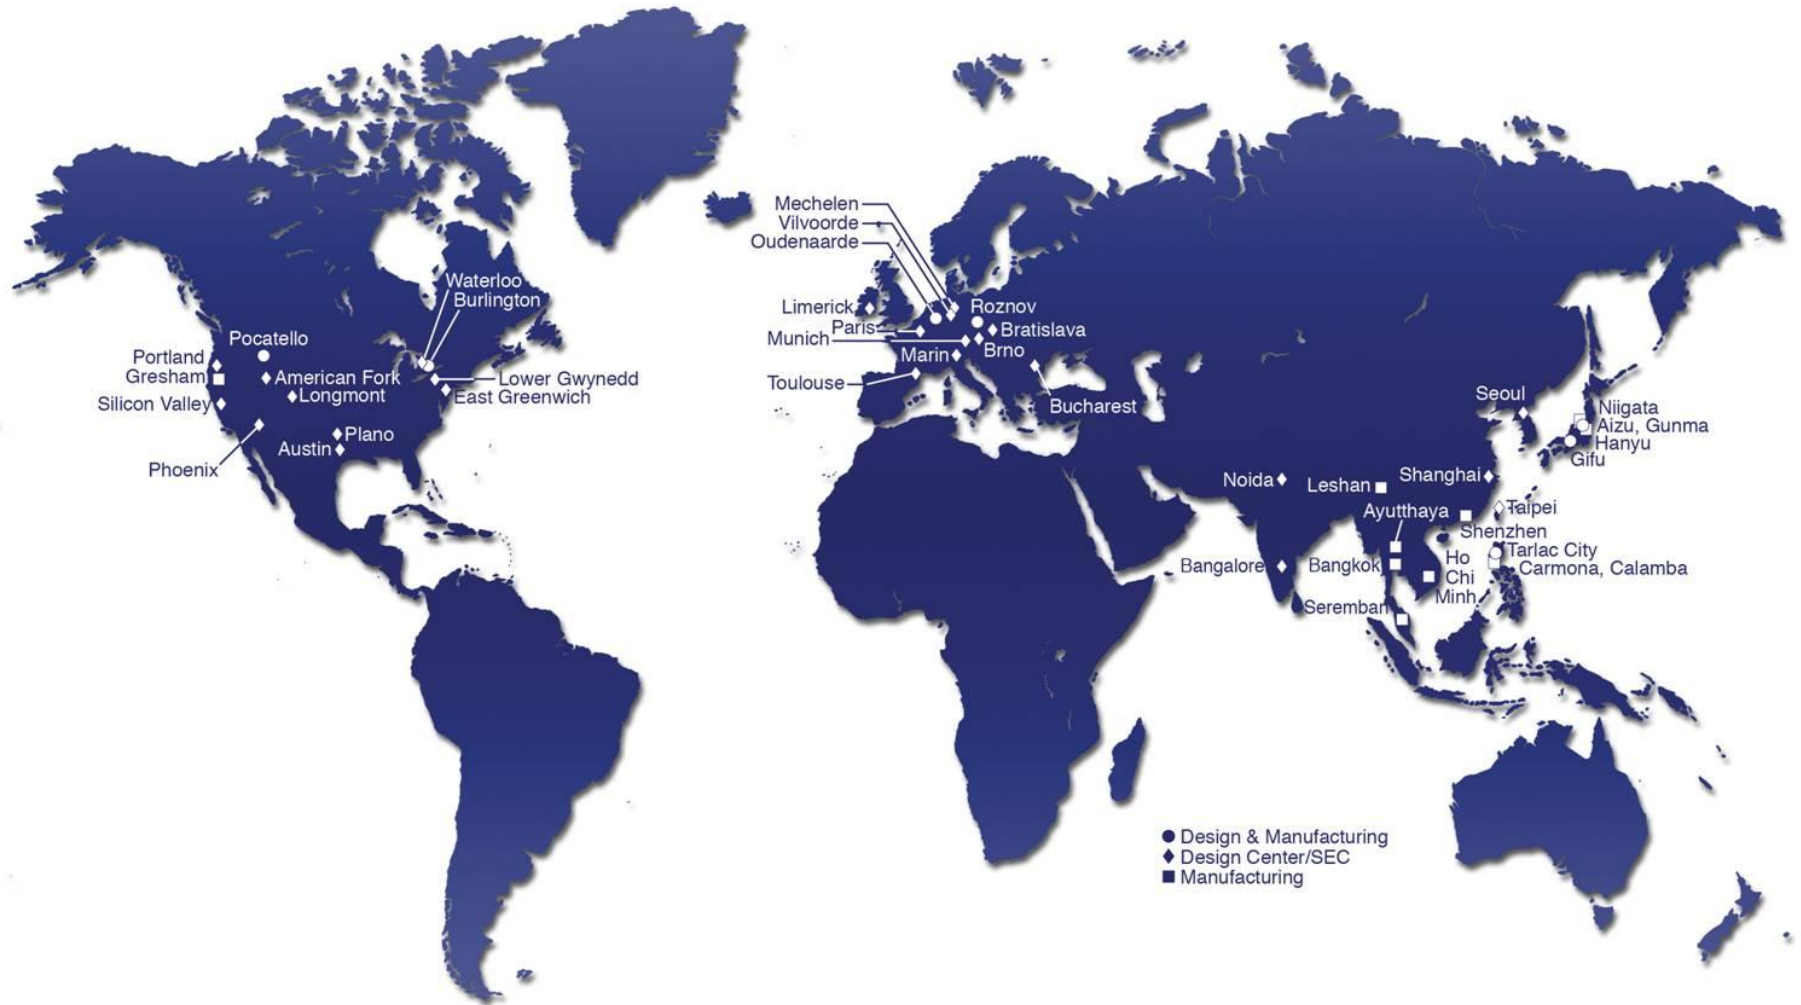 Waterloo
Burlington
Pocatello
Portland
Gresham
American Fork
Longmont
Lower Gwynedd
East Greenwich
Silicon Valley
Plano
Austin
Phoenix
Mechelen
Vilvoorde
Oudenaarde
Limerick
Roznov
Paris
Bratislava
Munich
Brno
Marin
Toulouse
Bucharest
Seoul
Niigata
Aizu, Gunma
Hanyu
Gifu
Noida
Leshan
Shanghai
Ayutthaya
Taipei
Shenzhen
Tarlac City
Bangalore
Bangkok
Ho
Chi
Minh
Carmona, Calamba
Seremban
Design & Manufacturing
Design Center/SEC
Manufacturing